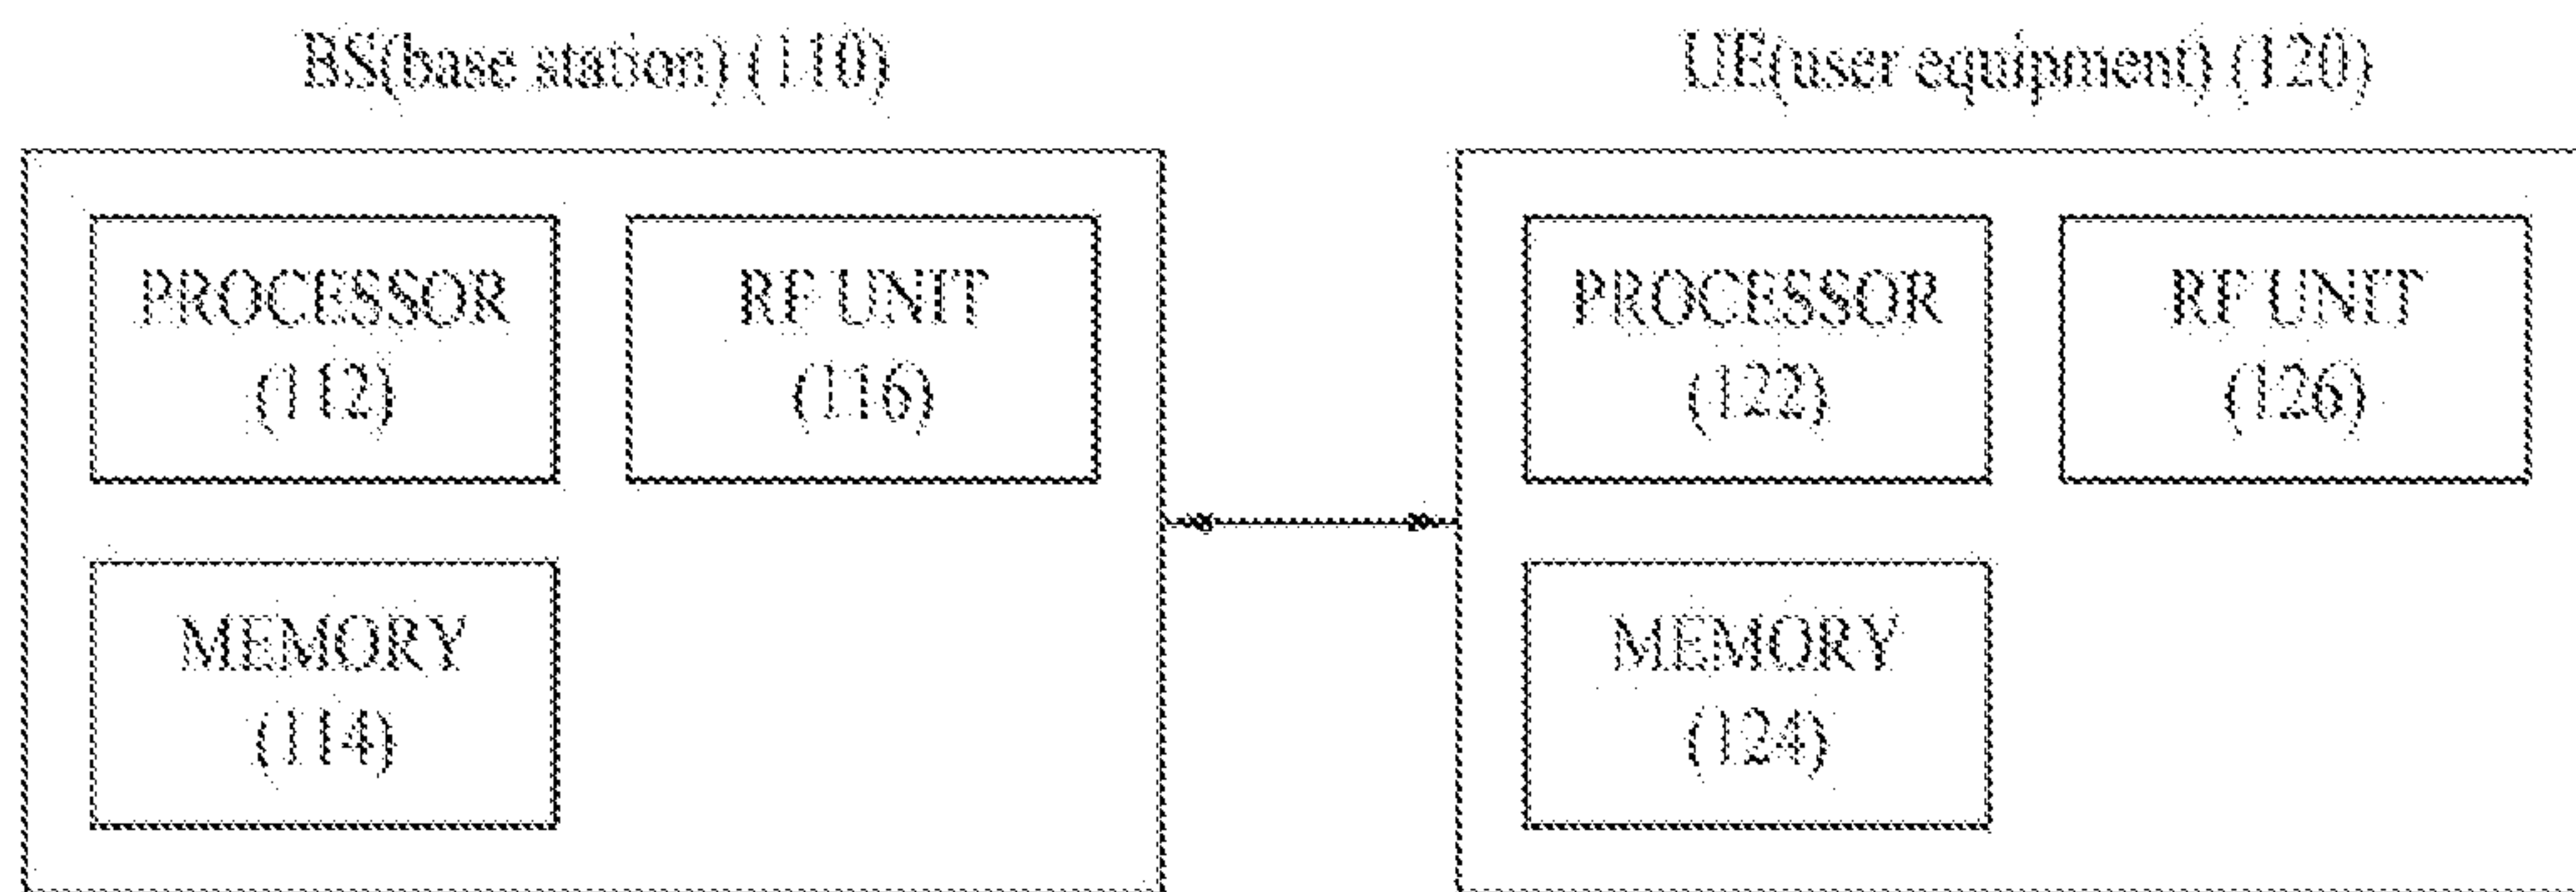 BS(base station) (110)
PROCESSOR
(112)
RF UNIT
(116)
MEMORY
(114)
UE(user equipment) (120)
PROCESSOR
(122)
RF UNIT
(126)
MEMORY
(124)